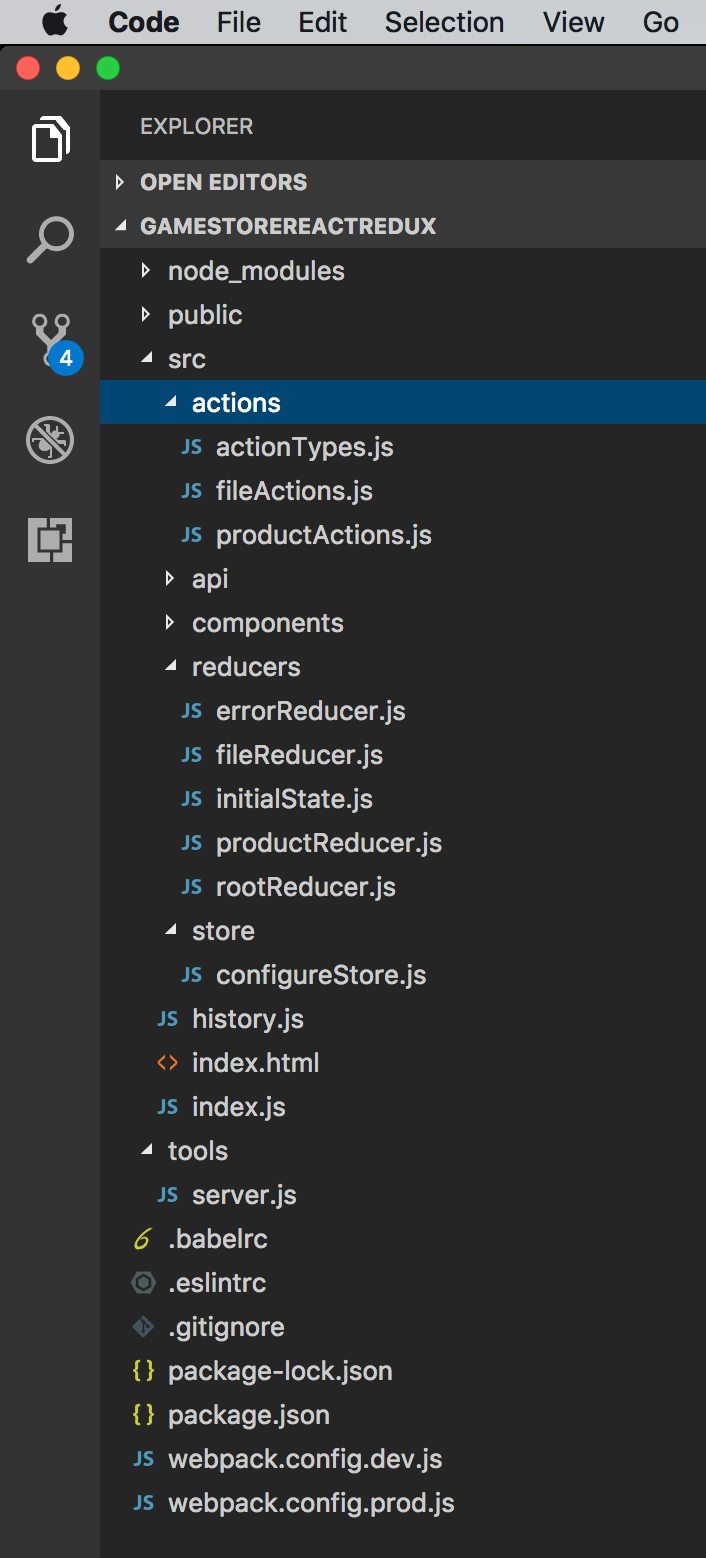 Code File Edit Selection View Go
EXPLORER
OPEN EDITORS
GAMESTOREREACTREDUX
node_modules
public
src
4
actions
JS actionTypes.js
JS fileActions.js
JS productActions.js
api
components
reducers
JS errorReducer.js
JS fileReducer.js
JS initialState.js
JS productReducer.js
JS rootReducer.js
store
JS configureStore.js
JS history.js
<> index.html
JS index.js
tools
JS server.js
6 .babelrc
.eslintrc
.gitignore
{} package-lock.json
{} package.json
JS webpack.config.dev.js
JS webpack.config.prod.js